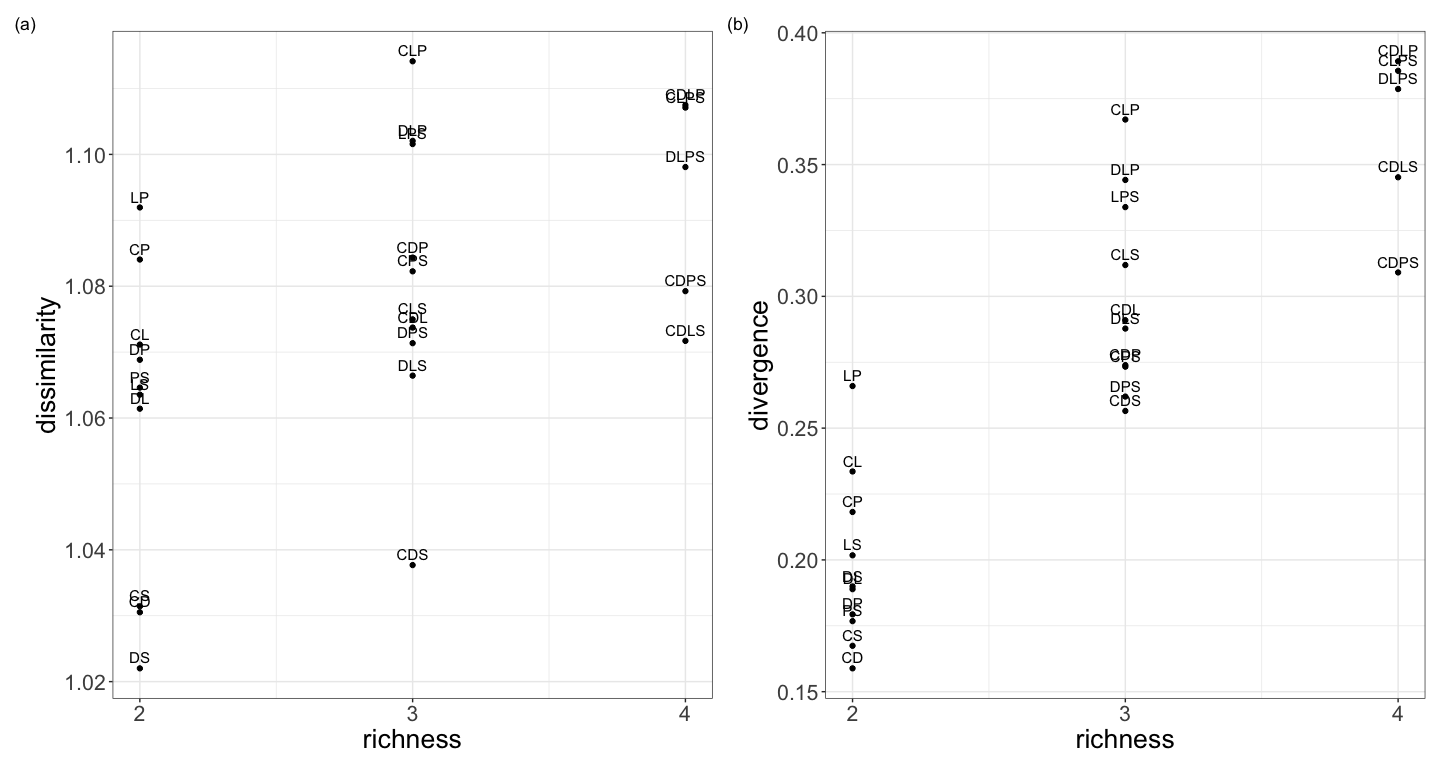 (a)
dissimilarity
1.10
1.08
1.06
1.04
1.02
CLP
CDLP
CLPS
DLP
LPS
DLPS
LP
CP
CDP
CPS
CDPS
CLS
CDL
DPS
CDLS
CL
DP
PS
LS
DL
DLS
CDS
CS
CD
DS
2
3
4
richness
(b)
divergence
0.40
0.35
0.30
0.25
0.20
0.15
CDLP
CLPS
DLPS
CLP
DLP
CDLS
LPS
CLS
CDPS
CDL
DLS
CDP
CPS
LP
DPS
CDS
CL
CP
LS
DS
DL
DP
PS
CS
CD
2
3
4
richness